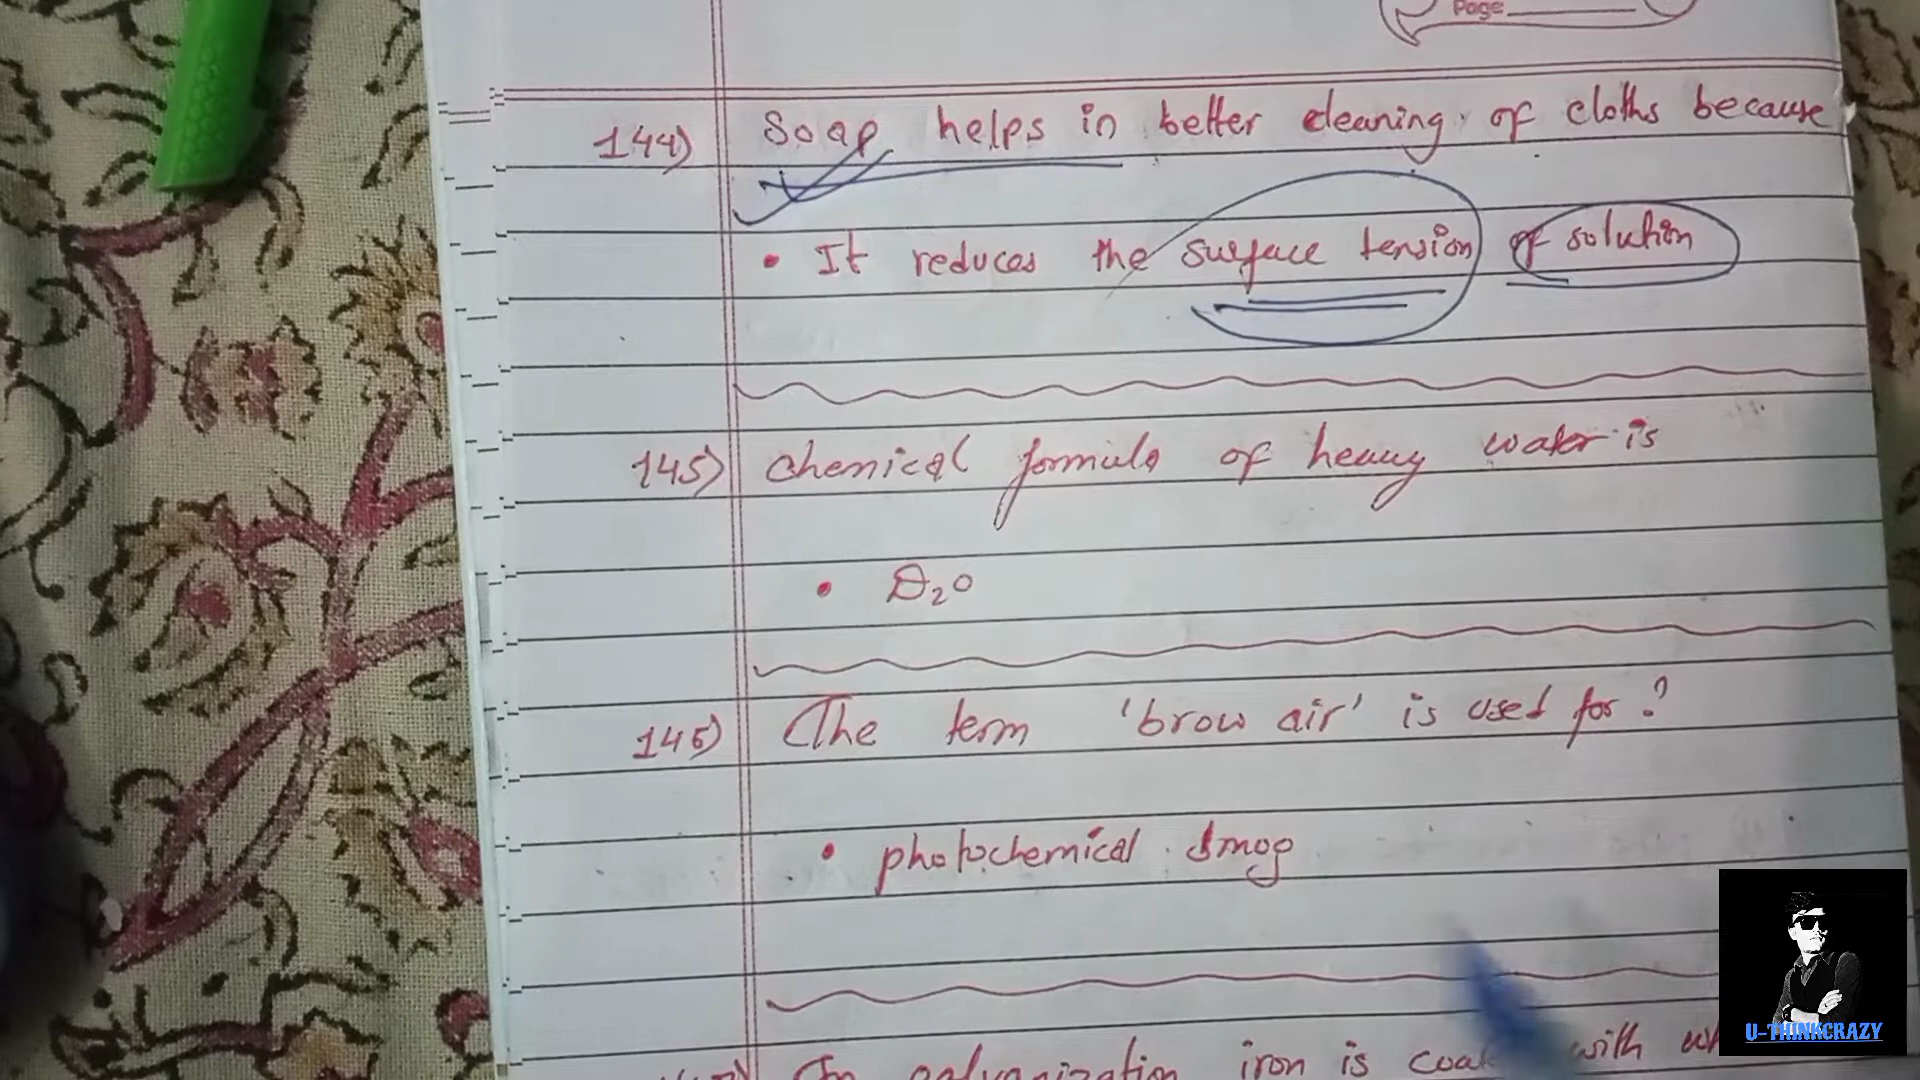 Page
144) Soap helps in better cleaning of cloths because
• It reduces the surface tension of solution
145) chemical formula of heavy water is
• D₂O
146) The term 'brow air' is used for?
• photochemical smog
In galvanization iron is with
U-THINKCRAZY